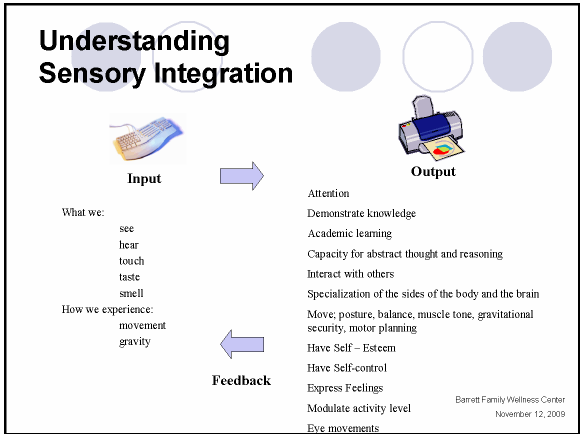 Understanding
Sensory Integration
Input
Output
What we:
see
hear
touch
taste
smell
How we experience:
movement
gravity
Feedback
Attention
Demonstrate knowledge
Academic learning
Capacity for abstract thought and reasoning
Interact with others
Specialization of the sides of the body and the brain
Move; posture, balance, muscle tone, gravitational
security, motor planning
Have Self – Esteem
Have Self-control
Express Feelings
Modulate activity level
Eye movements
Barrett Family Wellness Center
November 12, 2009